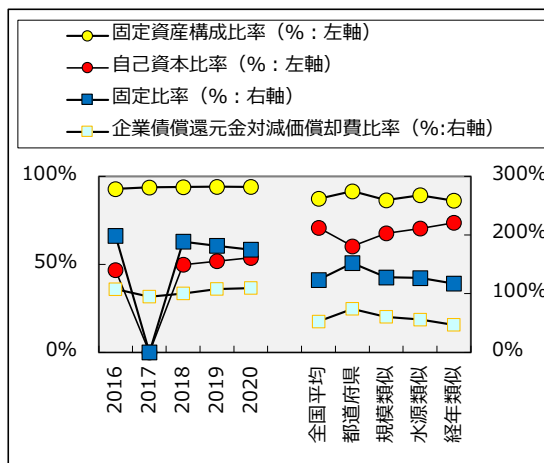 固定資産構成比率（%：左軸）
自己資本比率（%：左軸）
固定比率（%：右軸）
企業債償還元金対減価償却費比率（%:右軸）
100%
50%
0%
300%
200%
100%
0%
2016
2017
2018
2019
2020
全国平均
都道府県
規模類似
水源類似
経年類似